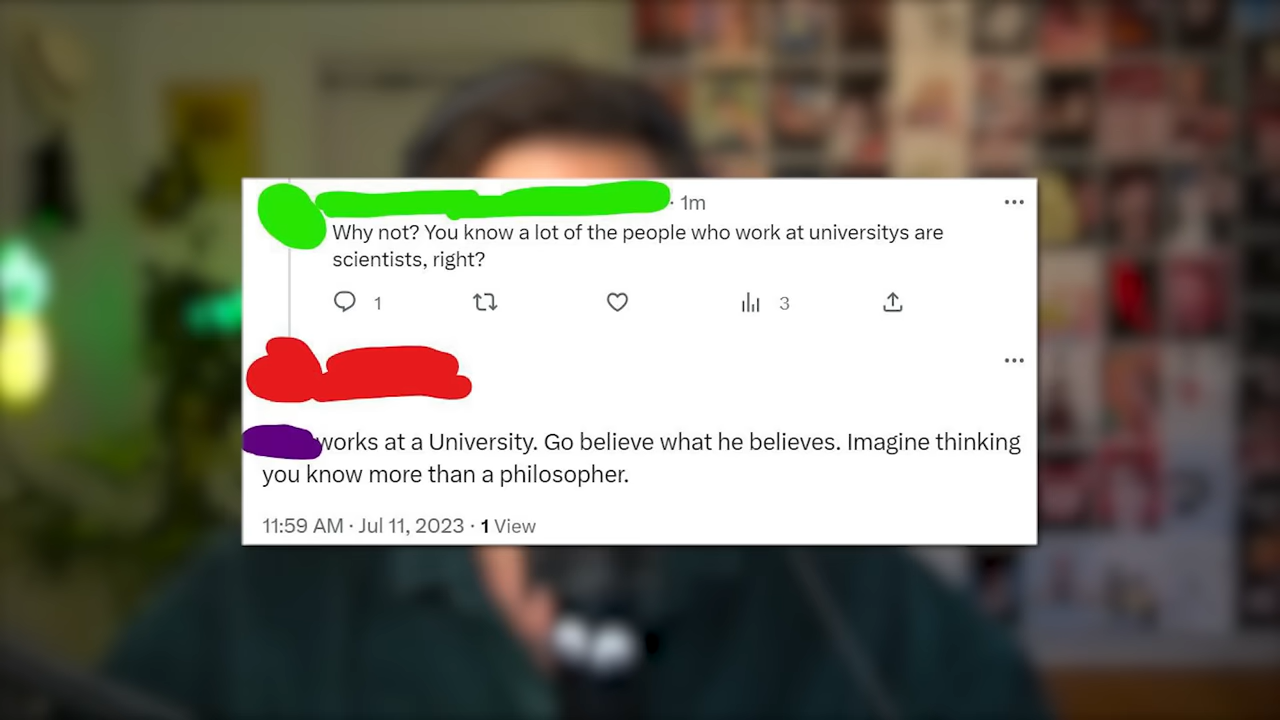 · 1m
Why not? You know a lot of the people who work at universitys are
scientists, right?
1 3
works at a University. Go believe what he believes. Imagine thinking
you know more than a philosopher.
11:59 AM · Jul 11, 2023 · 1 View